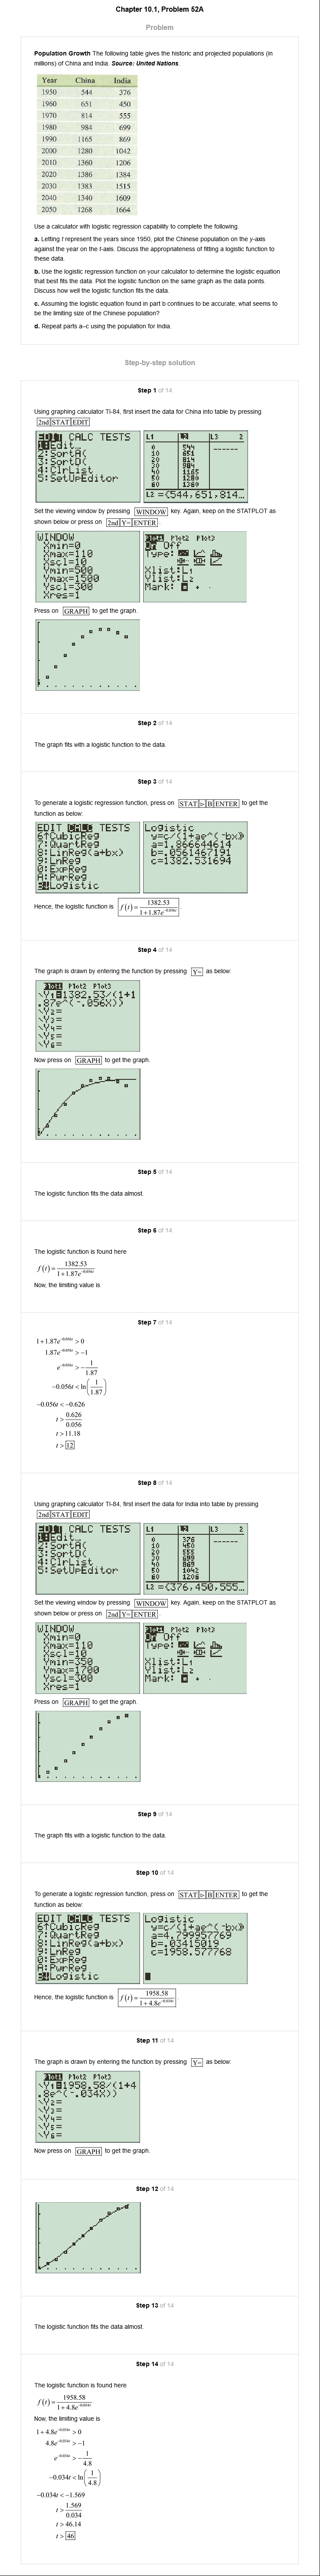 Chapter 10.1, Problem 52A
Problem
Population Growth The following table gives the historic and projected populations (in
millions) of China and India. Source: United Nations.
Year China India
1950 544 376
1960 651 450
1970 814 555
1980 984 699
1990 1165 869
2000 1280 1042
2010 1360 1206
2020 1386 1384
2030 1383 1515
2040 1340 1609
2050 1268 1664
Use a calculator with logistic regression capability to complete the following.
a. Letting t represent the years since 1950, plot the Chinese population on the y-axis
against the year on the t-axis. Discuss the appropriateness of fitting a logistic function to
these data.
b. Use the logistic regression function on your calculator to determine the logistic equation
that best fits the data. Plot the logistic function on the same graph as the data points.
Discuss how well the logistic function fits the data.
c. Assuming the logistic equation found in part b continues to be accurate, what seems to
be the limiting size of the Chinese population?
d. Repeat parts a–c using the population for India.
Step-by-step solution
Step 1 of 14
Using graphing calculator TI-84, first insert the data for China into table by pressing
2nd STAT EDIT
EDIT CALC TESTS
1:Edit…
2:SortA(
3:SortD(
4:ClrList
5:SetUpEditor
L1 L2 L3 2
0 544 ------
10 651
20 814
30 984
40 1165
50 1280
60 1360
L2 ={544,651,814…
Set the viewing window by pressing WINDOW key. Again, keep on the STATPLOT as
shown below or press on 2nd Y= ENTER.
WINDOW
Xmin=0
Xmax=110
Xscl=10
Ymin=500
Ymax=1500
Yscl=300
Xres=1
Plot1 Plot2 Plot3
On Off
Type:
Xlist:L1
Ylist:L2
Mark:
Press on GRAPH to get the graph.
Step 2 of 14
The graph fits with a logistic function to the data.
Step 3 of 14
To generate a logistic regression function, press on STAT ▷ B ENTER to get the
function as below:
EDIT CALC TESTS
6↑CubicReg
7:QuartReg
8:LinReg(a+bx)
9:LnReg
0:ExpReg
A:PwrReg
B↓Logistic
Logistic
y=c/(1+ae^(-bx))
a=1.866644614
b=.0561467191
c=1382.531694
Hence, the logistic function is f(t)=1382.53/1+1.87e^-0.056t.
Step 4 of 14
The graph is drawn by entering the function by pressing Y= as below:
Plot1 Plot2 Plot3
\Y1=1382.53/(1+1
.87e^(-.056X))
\Y2=
\Y3=
\Y4=
\Y5=
\Y6=
Now press on GRAPH to get the graph.
Step 5 of 14
The logistic function fits the data almost.
Step 6 of 14
The logistic function is found here
f(t)=1382.53/1+1.87e^-0.056t
Now, the limiting value is
Step 7 of 14
1+1.87e^-0.056t > 0
1.87e^-0.056t > −1
e^-0.056t > −1/1.87
−0.056t < ln(1/1.87)
−0.056t < −0.626
t > 0.626/0.056
t > 11.18
t > 12
Step 8 of 14
Using graphing calculator TI-84, first insert the data for India into table by pressing
2nd STAT EDIT
EDIT CALC TESTS
1:Edit…
2:SortA(
3:SortD(
4:ClrList
5:SetUpEditor
L1 L2 L3 2
0 376 ------
10 450
20 555
30 699
40 869
50 1042
60 1206
L2 ={376,450,555…
Set the viewing window by pressing WINDOW key. Again, keep on the STATPLOT as
shown below or press on 2nd Y= ENTER.
WINDOW
Xmin=0
Xmax=110
Xscl=10
Ymin=350
Ymax=1700
Yscl=300
Xres=1
Plot1 Plot2 Plot3
On Off
Type:
Xlist:L1
Ylist:L2
Mark:
Press on GRAPH to get the graph.
Step 9 of 14
The graph fits with a logistic function to the data.
Step 10 of 14
To generate a logistic regression function, press on STAT ▷ B ENTER to get the
function as below:
EDIT CALC TESTS
6↑CubicReg
7:QuartReg
8:LinReg(a+bx)
9:LnReg
0:ExpReg
A:PwrReg
B↓Logistic
Logistic
y=c/(1+ae^(-bx))
a=4.799957769
b=.03415019
c=1958.577768
Hence, the logistic function is f(t)=1958.58/1+4.8e^-0.034t.
Step 11 of 14
The graph is drawn by entering the function by pressing Y= as below:
Plot1 Plot2 Plot3
\Y1=1958.58/(1+4
.8e^(-.034X))
\Y2=
\Y3=
\Y4=
\Y5=
\Y6=
Now press on GRAPH to get the graph.
Step 12 of 14
Step 13 of 14
The logistic function fits the data almost.
Step 14 of 14
The logistic function is found here
f(t)=1958.58/1+4.8e^-0.034t
Now, the limiting value is
1+4.8e^-0.034t > 0
4.8e^-0.034t > −1
e^-0.034t > −1/4.8
−0.034t < ln(1/4.8)
−0.034t < −1.569
t > 1.569/0.034
t > 46.14
t > 46